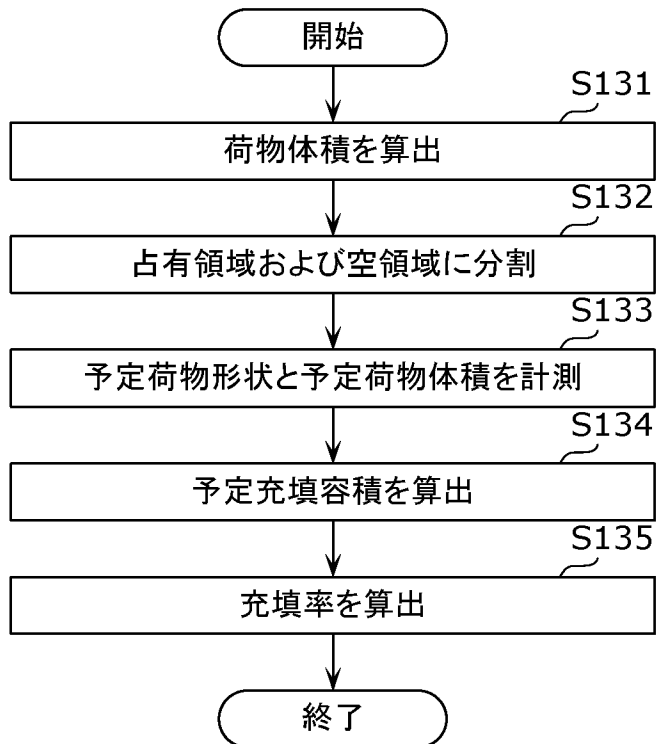 開始
S131
荷物体積を算出
S132
占有領域および空領域に分割
S133
予定荷物形状と予定荷物体積を計測
S134
予定充填容積を算出
S135
充填率を算出
終了